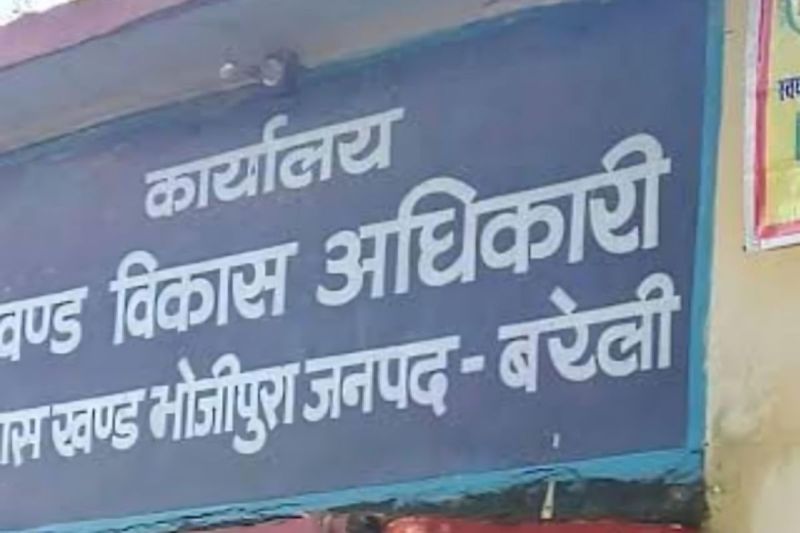 कार्यालय
खण्ड विकास अधिकारी
खण्ड भोजीपुरा जनपद - बरेली